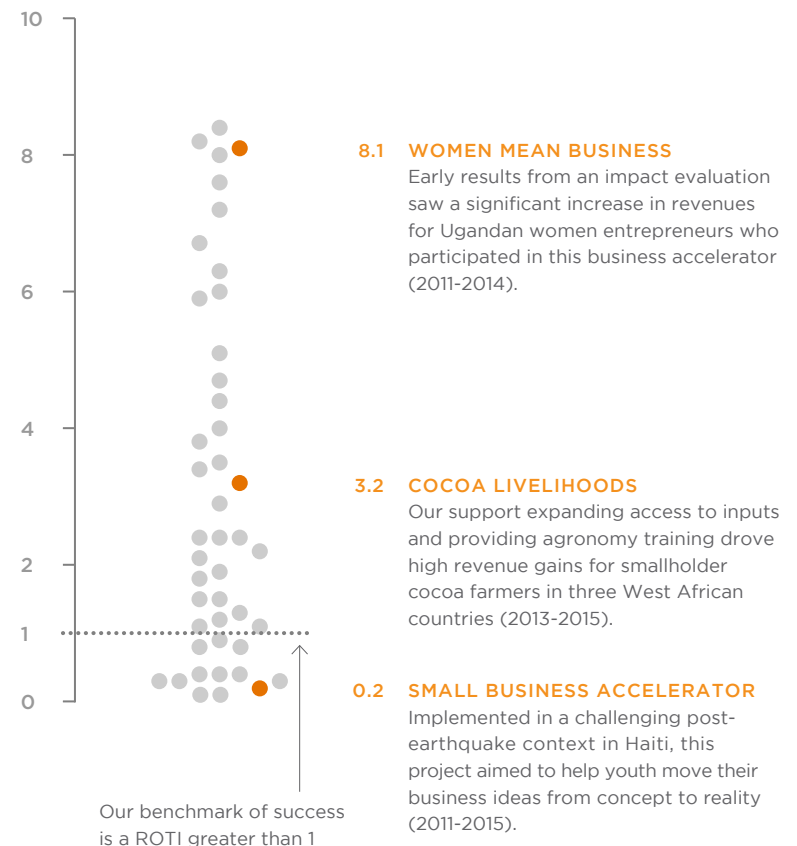 10
8
6
4
2
1
0
8.1 WOMEN MEAN BUSINESS
Early results from an impact evaluation
saw a significant increase in revenues
for Ugandan women entrepreneurs who
participated in this business accelerator
(2011-2014).
3.2 COCOA LIVELIHOODS
Our support expanding access to inputs
and providing agronomy training drove
high revenue gains for smallholder
cocoa farmers in three West African
countries (2013-2015).
0.2 SMALL BUSINESS ACCELERATOR
Implemented in a challenging post-
earthquake context in Haiti, this
project aimed to help youth move their
business ideas from concept to reality
(2011-2015).
Our benchmark of success
is a ROTI greater than 1